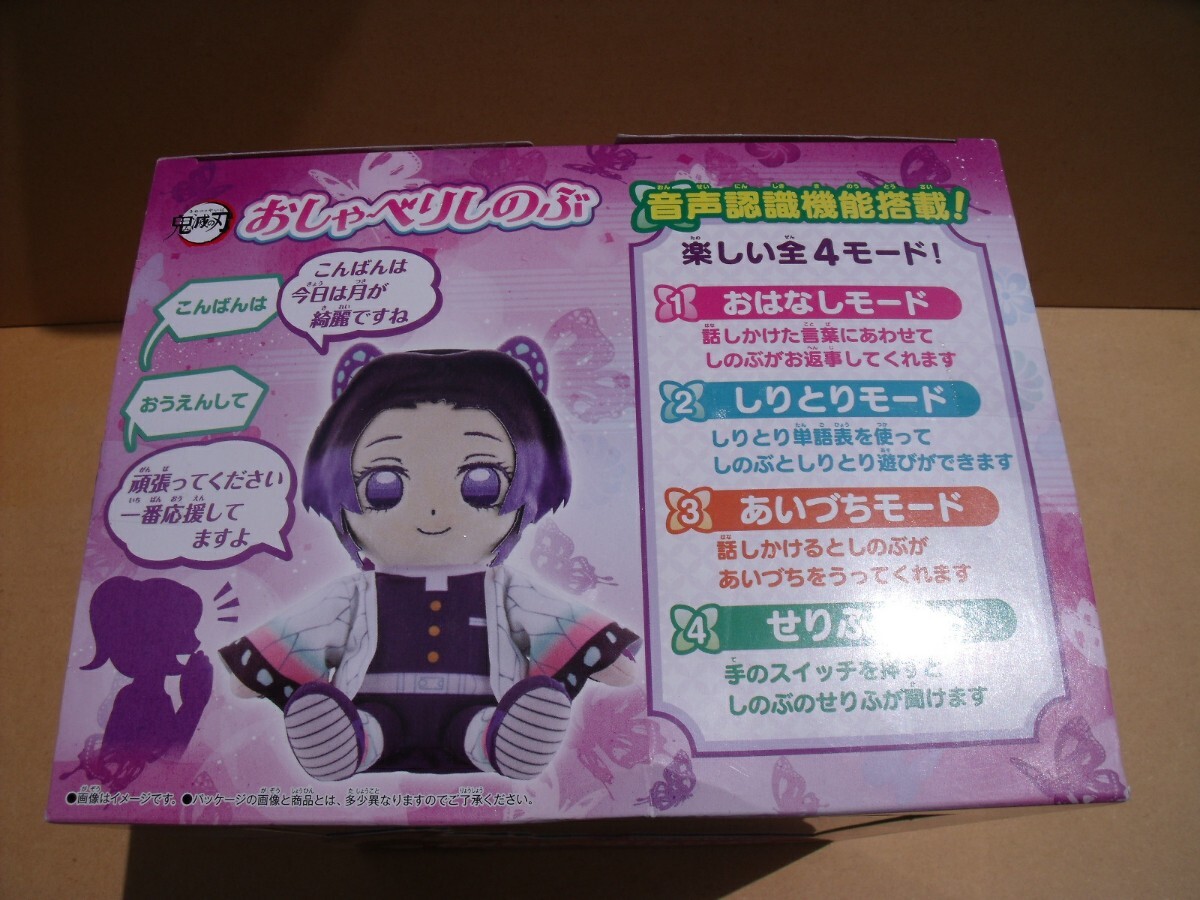 鬼滅の刃
おしゃべりしのぶ
こんばんは
こんばんは
今日は月が
綺麗ですね
おうえんして
頑張ってください
一番応援して
ますよ
●画像はイメージです。●パッケージの画像と商品とは、多少異なりますのでご了承ください。
音声認識機能搭載!
楽しい全4モード!
1 おはなしモード
話しかけた言葉にあわせて
しのぶがお返事してくれます
2 しりとりモード
しりとり単語表を使って
しのぶとしりとり遊びができます
3 あいづちモード
話しかけるとしのぶが
あいづちをうってくれます
4 せりふ
手のスイッチを押すと
しのぶのせりふが聞けます